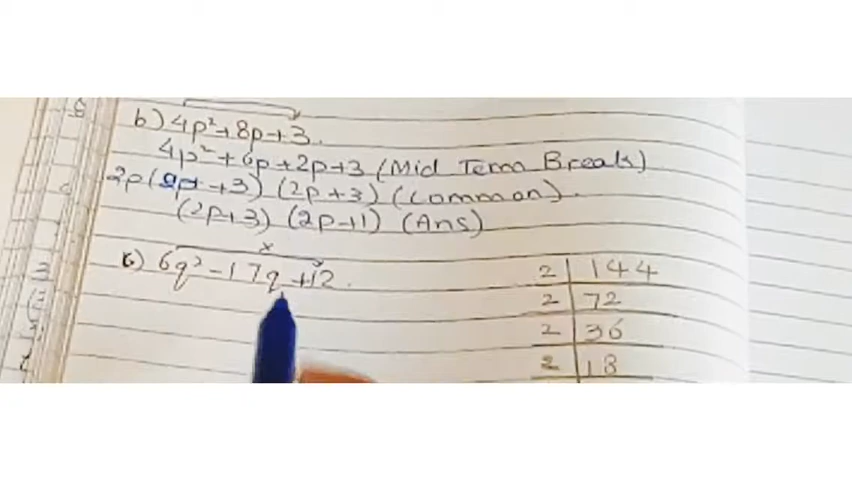 b) 4p²+8p+3.
4p²+6p+2p+3 (Mid Term Break)
2p(2p+3) (2p+3) (Common).
(2p+3) (2p+1) (Ans)
c) 6q²-17q+12.
2 | 144
2 | 72
2 | 36
2 | 18